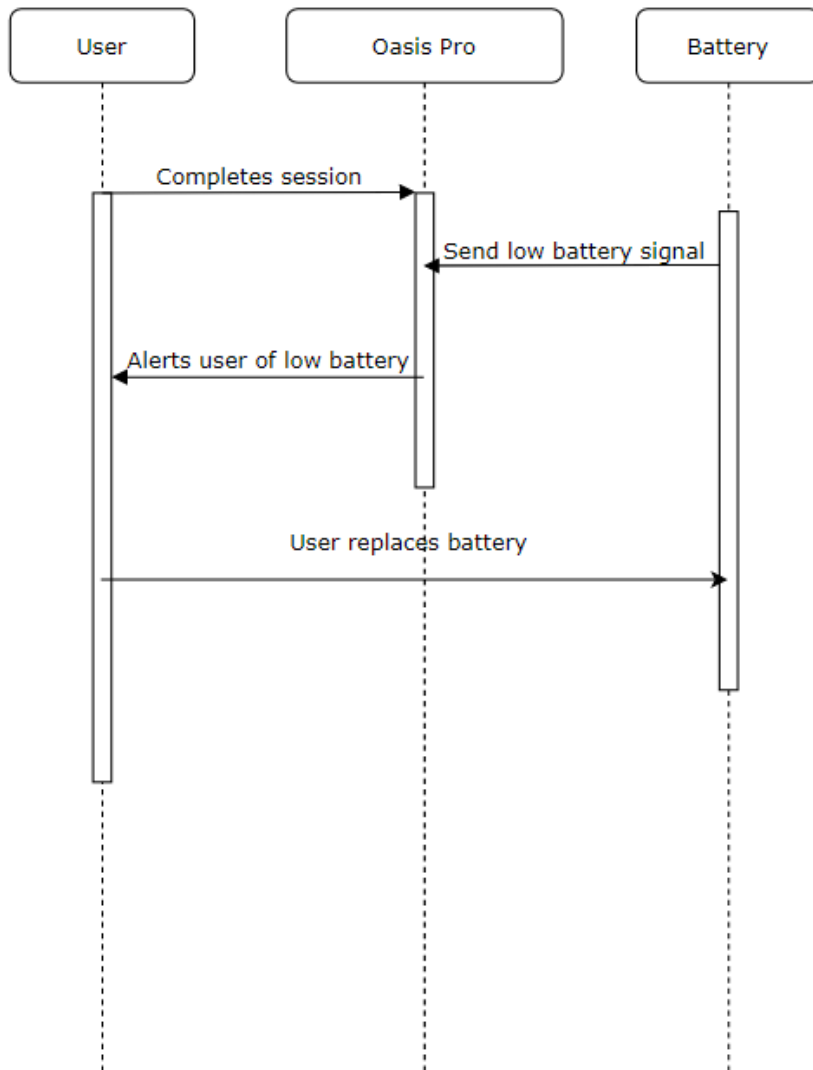 User
Oasis Pro
Battery
Completes session
Send low battery signal
Alerts user of low battery
User replaces battery